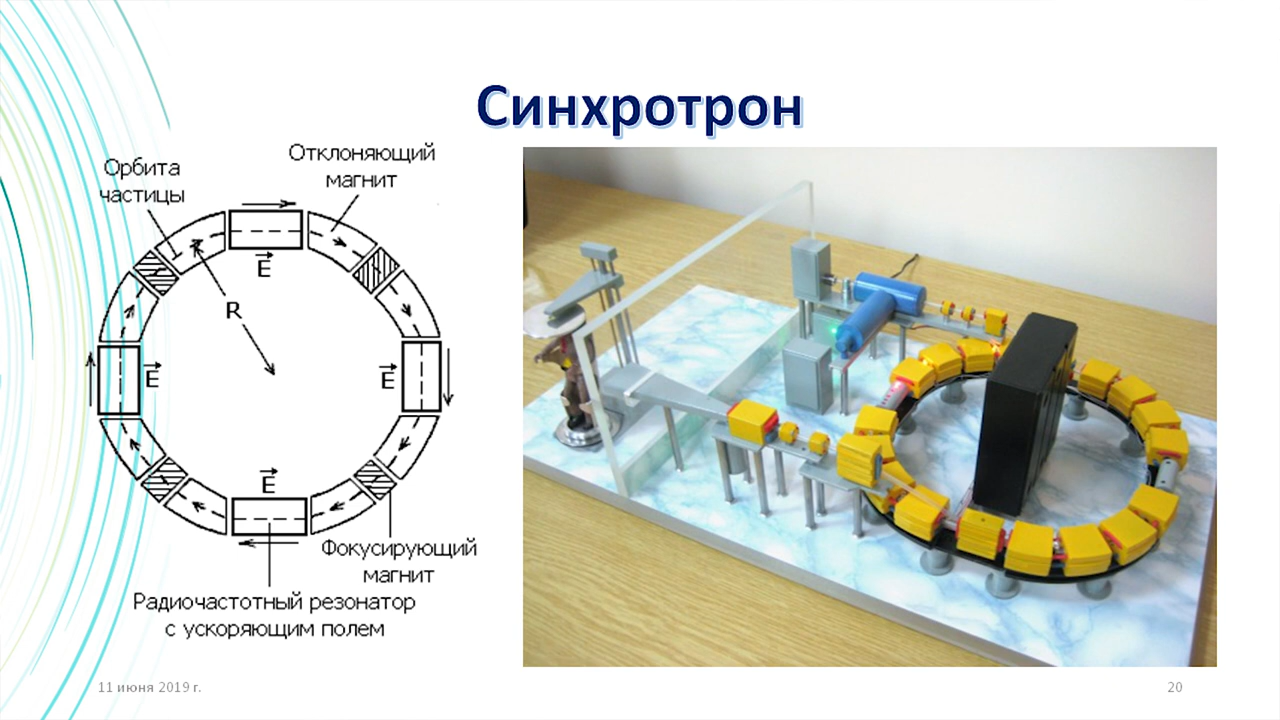 Синхротрон
Орбита
частицы
Отклоняющий
магнит
E
R
E
E
E
Фокусирующий
магнит
Радиочастотный резонатор
с ускоряющим полем
11 июня 2019 г.
20